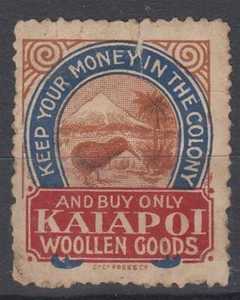 KEEP YOUR MONEY IN THE COLONY
AND BUY ONLY
KAIAPOI
WOOLLEN GOODS